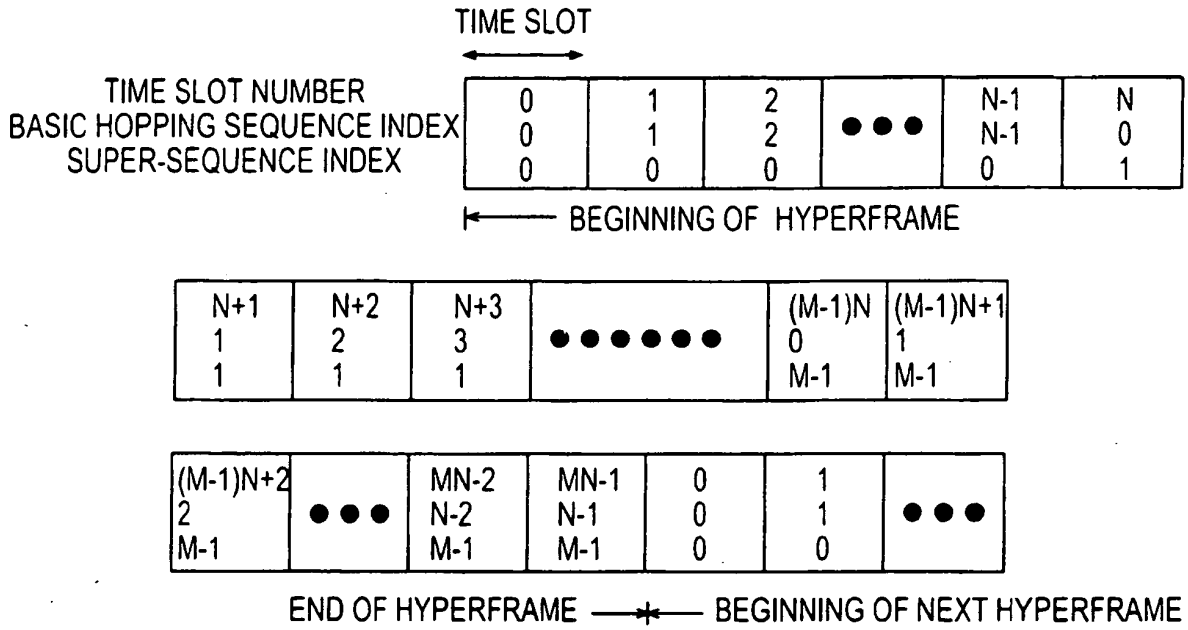 TIME SLOT
TIME SLOT NUMBER 0 1 2 ●●● N-1 N
BASIC HOPPING SEQUENCE INDEX 0 1 2 N-1 0
SUPER-SEQUENCE INDEX 0 0 0 0 1
BEGINNING OF HYPERFRAME
N+1 N+2 N+3 ●●●●●● (M-1)N (M-1)N+1
1 2 3 0 1
1 1 1 M-1 M-1
(M-1)N+2 ●●● MN-2 MN-1 0 1 ●●●
2 N-2 N-1 0 1
M-1 M-1 M-1 0 0
END OF HYPERFRAME BEGINNING OF NEXT HYPERFRAME